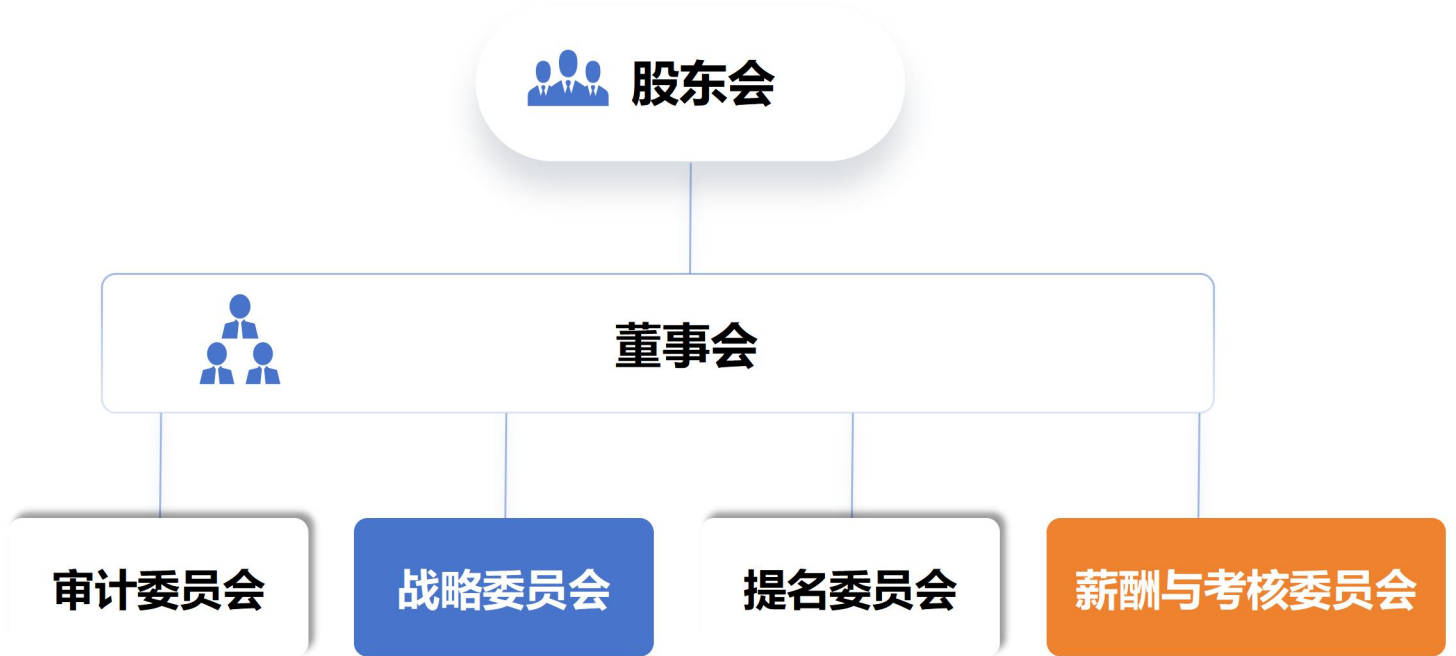 股东会
董事会
审计委员会
战略委员会
提名委员会
薪酬与考核委员会